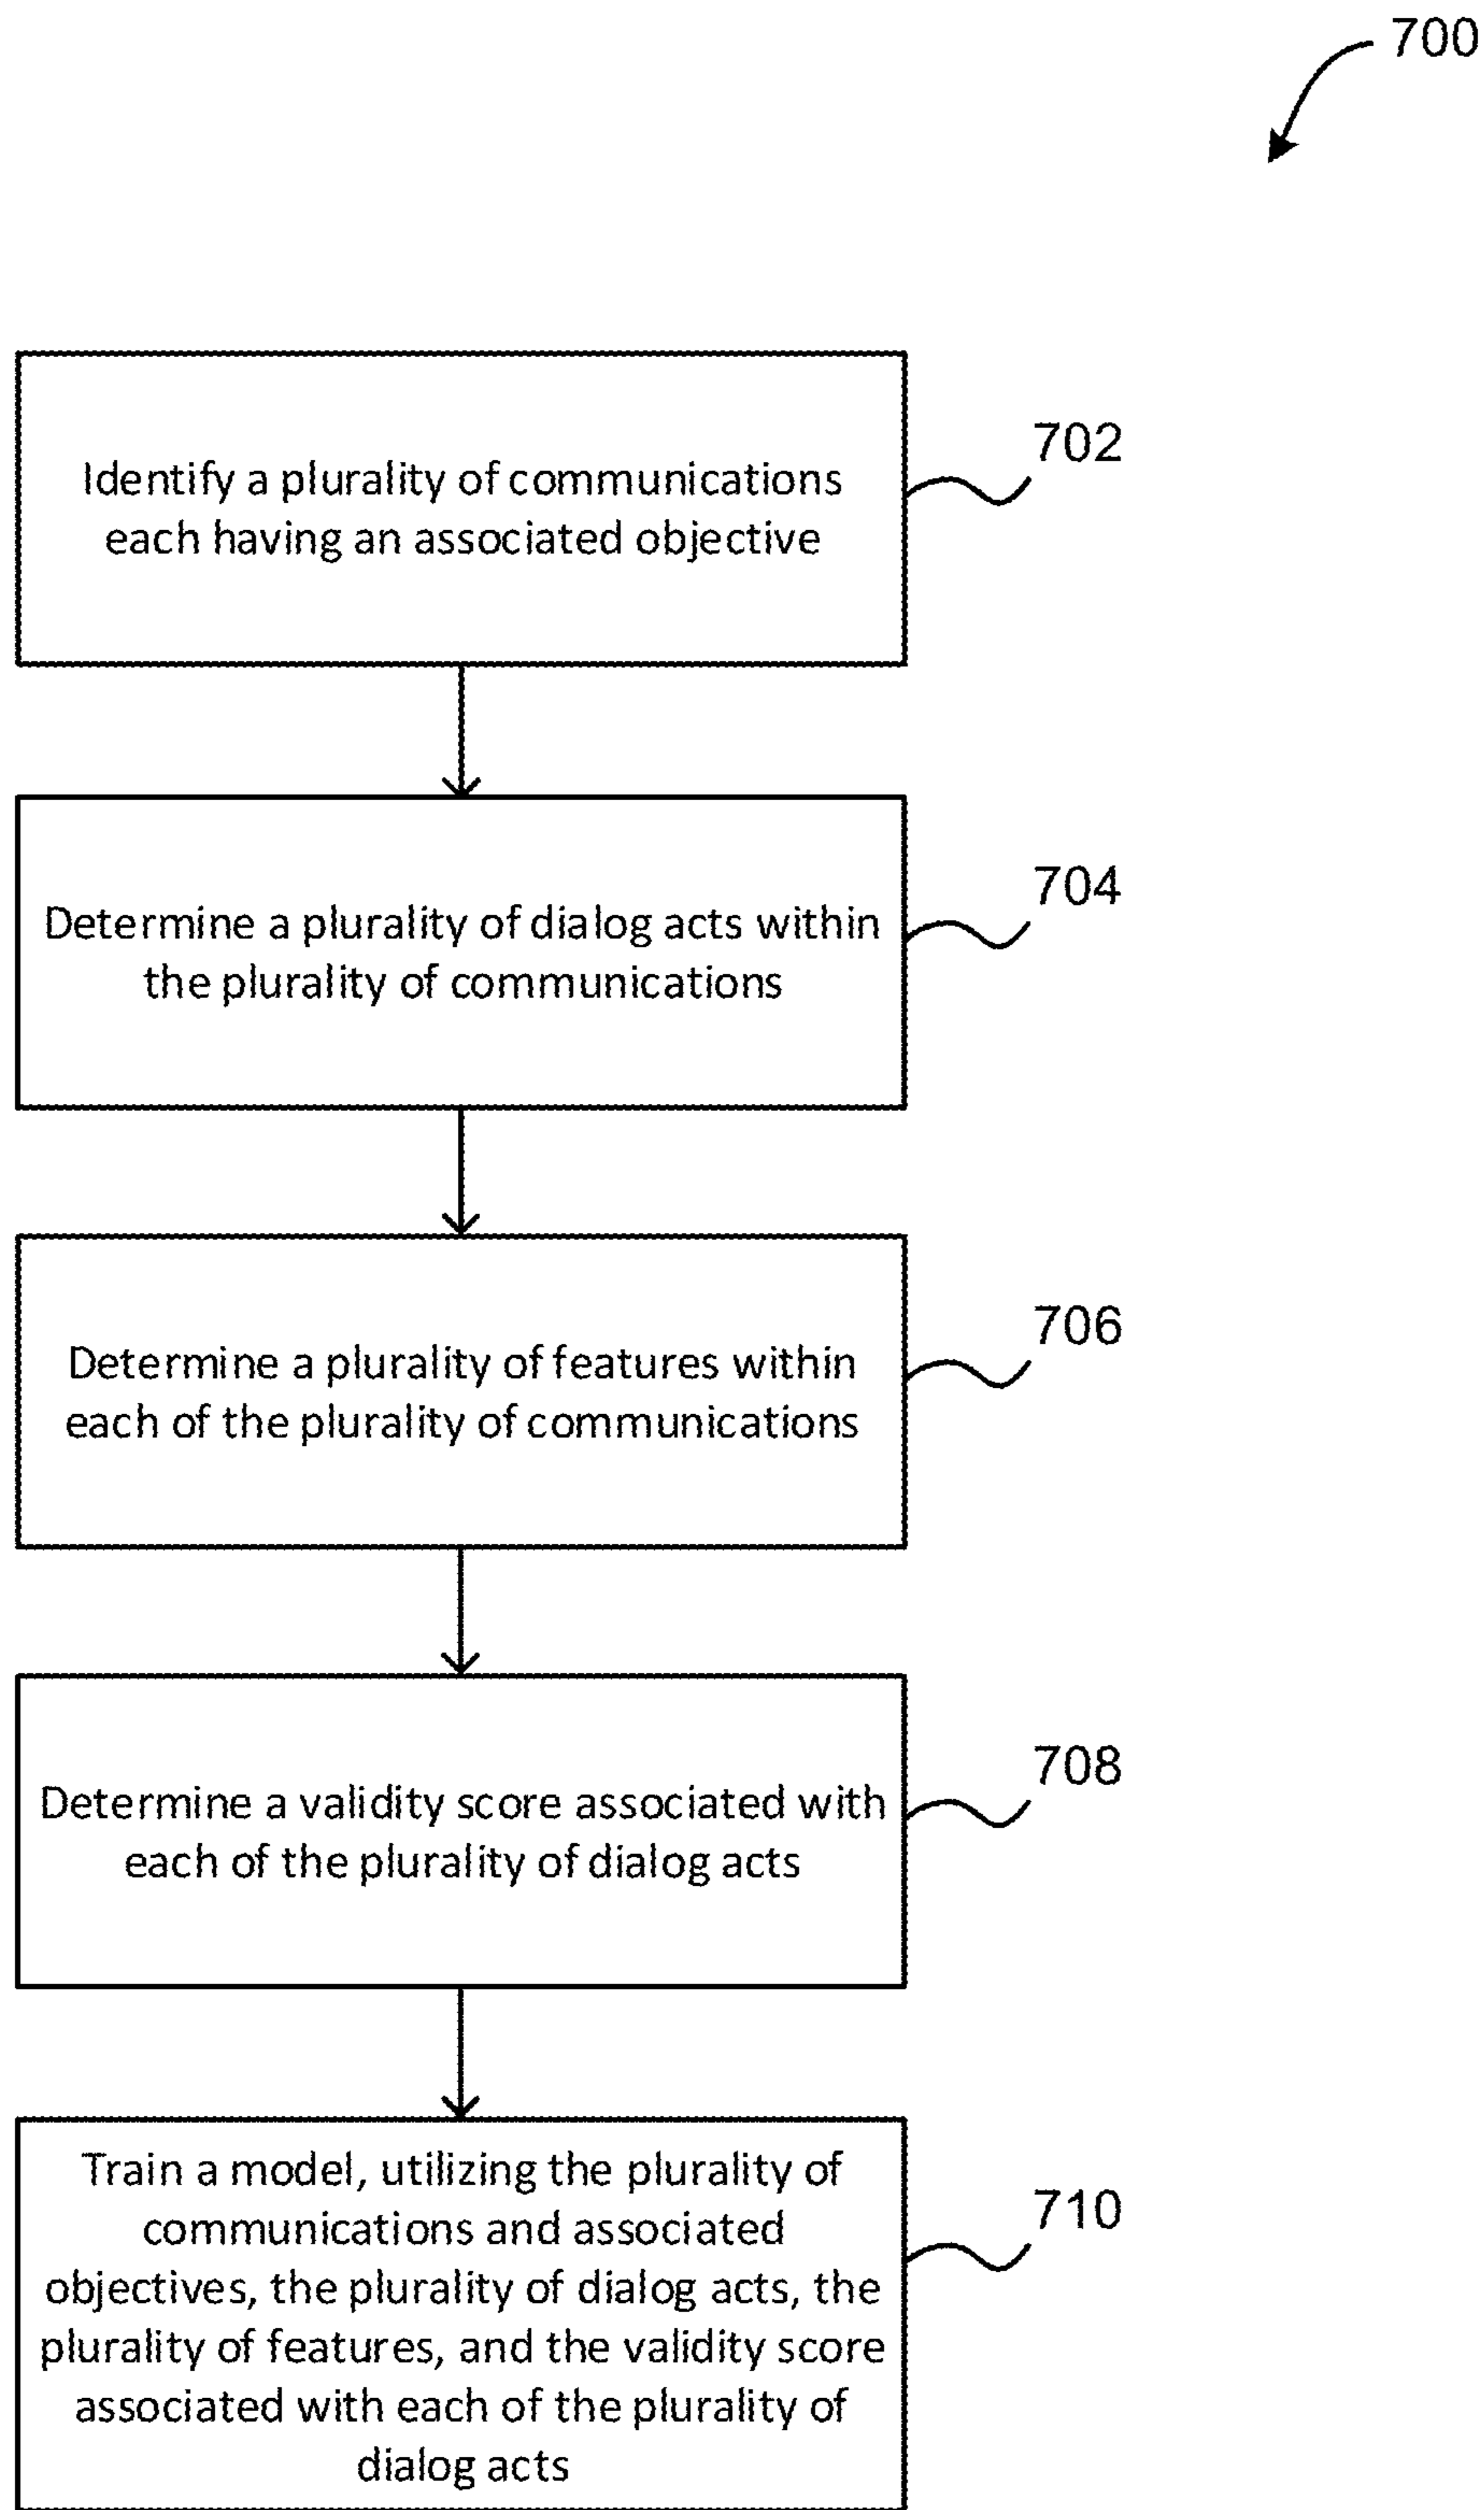 700
Identify a plurality of communications
each having an associated objective
702
Determine a plurality of dialog acts within
the plurality of communications
704
Determine a plurality of features within
each of the plurality of communications
706
Determine a validity score associated with
each of the plurality of dialog acts
708
Train a model, utilizing the plurality of
communications and associated
objectives, the plurality of dialog acts, the
plurality of features, and the validity score
associated with each of the plurality of
dialog acts
710